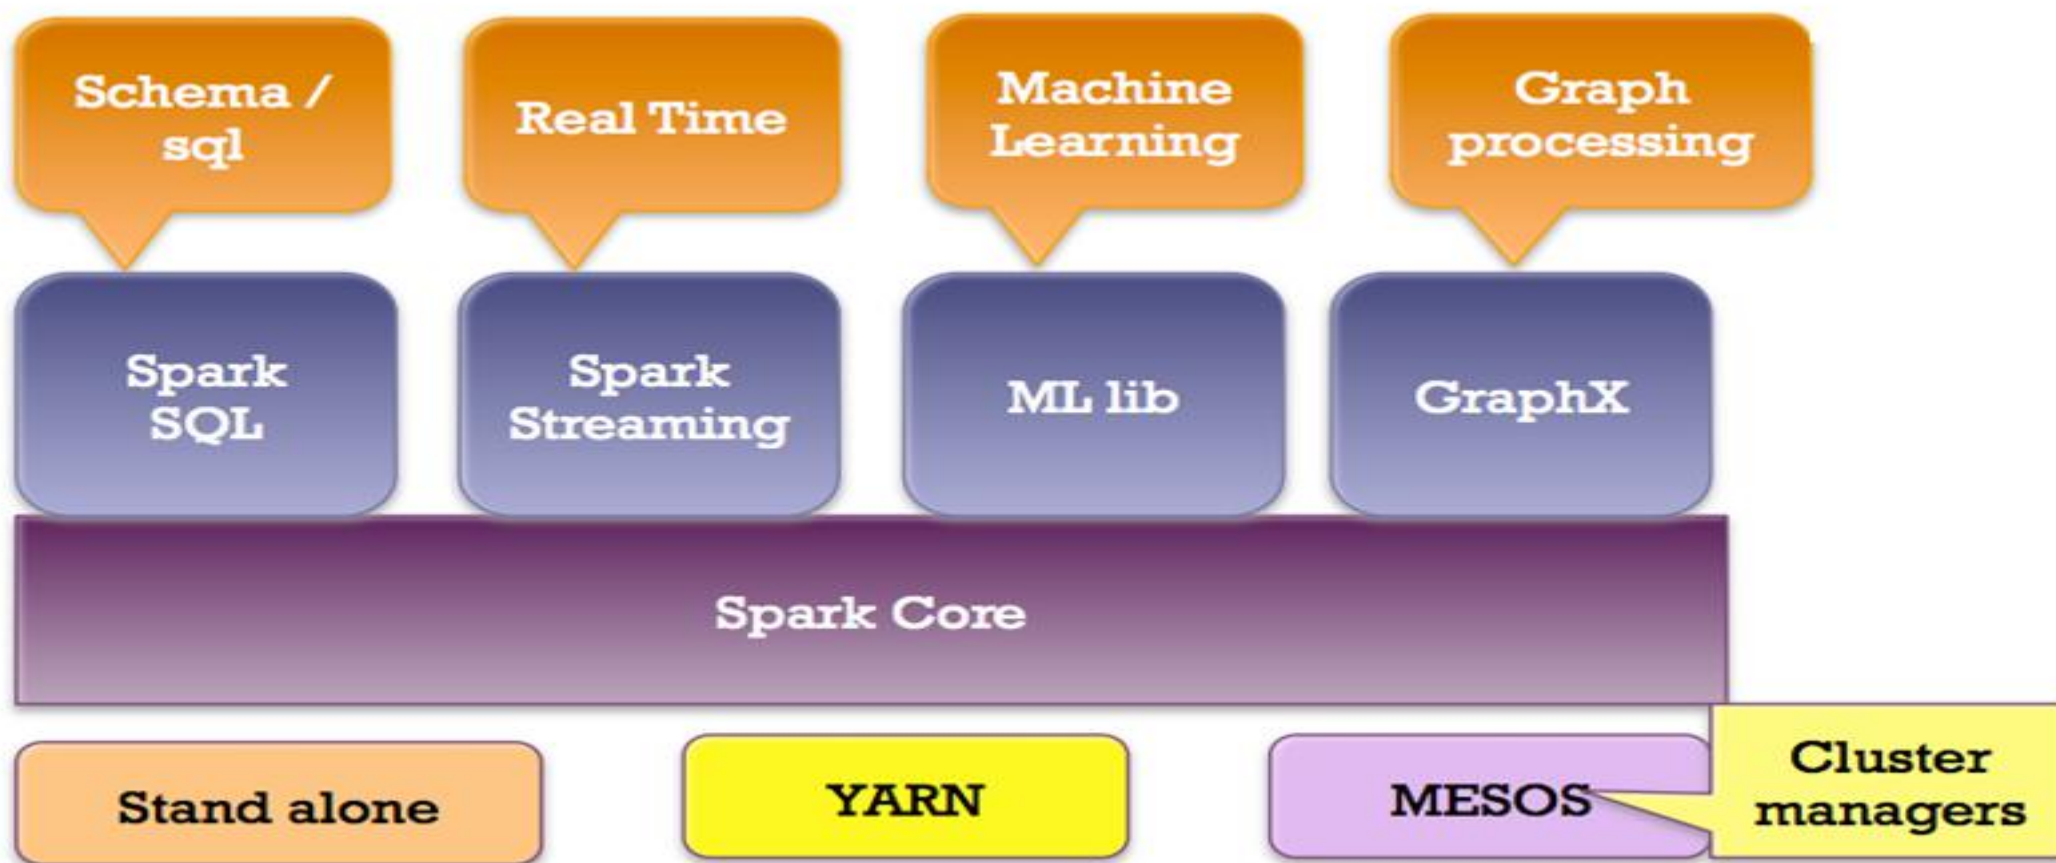 Schema /
sql
Real Time
Machine
Learning
Graph
processing
Spark
SQL
Spark
Streaming
ML lib
GraphX
Spark Core
Stand alone
YARN
MESOS
Cluster
managers